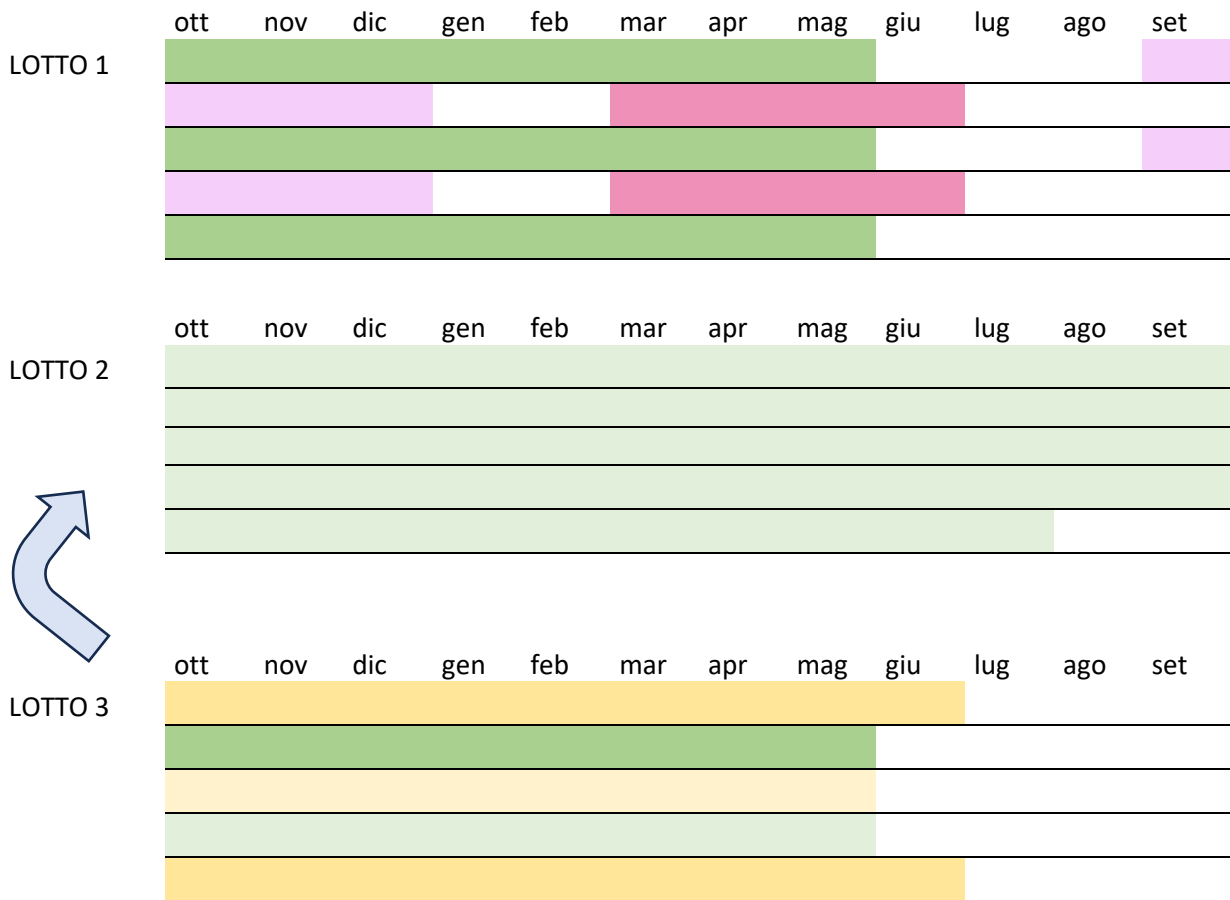 ott nov dic gen feb mar apr mag giu lug ago set
LOTTO 1
ott nov dic gen feb mar apr mag giu lug ago set
LOTTO 2
ott nov dic gen feb mar apr mag giu lug ago set
LOTTO 3